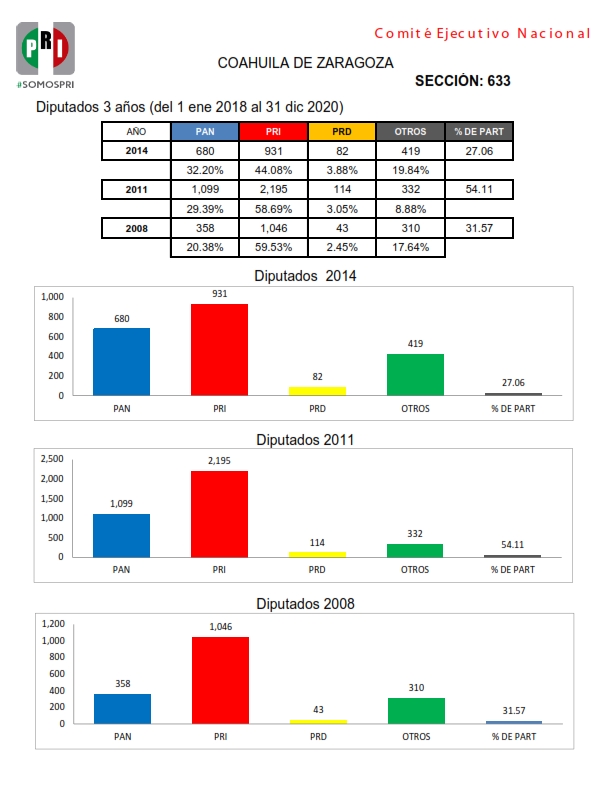 PRI
#SOMOSPRI
Comité Ejecutivo Nacional
COAHUILA DE ZARAGOZA
SECCIÓN: 633
Diputados 3 años (del 1 ene 2018 al 31 dic 2020)
AÑO PAN PRI PRD OTROS % DE PART
2014 680 931 82 419 27.06
32.20% 44.08% 3.88% 19.84%
2011 1,099 2,195 114 332 54.11
29.39% 58.69% 3.05% 8.88%
2008 358 1,046 43 310 31.57
20.38% 59.53% 2.45% 17.64%
Diputados 2014
1,000
800
600
400
200
0
680 931 82 419 27.06
PAN PRI PRD OTROS % DE PART
Diputados 2011
2,500
2,000
1,500
1,000
500
0
1,099 2,195 114 332 54.11
PAN PRI PRD OTROS % DE PART
Diputados 2008
1,200
1,000
800
600
400
200
0
358 1,046 43 310 31.57
PAN PRI PRD OTROS % DE PART